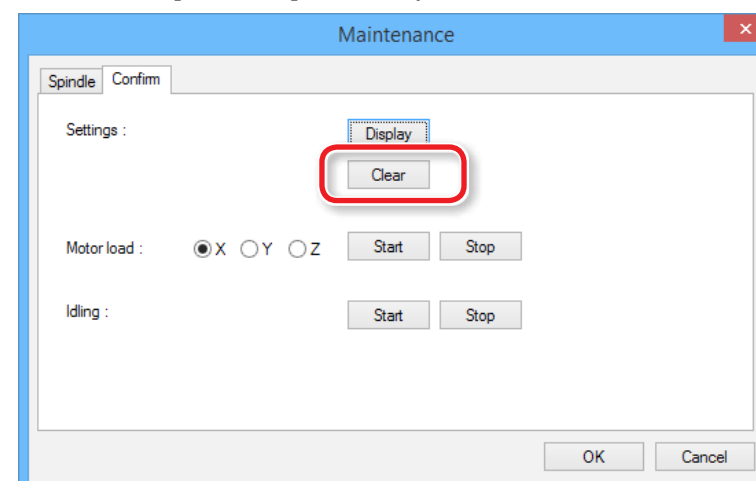 Maintenance
Spindle Confirm
Settings : Display
Clear
Motor load : X Y Z Start Stop
Idling : Start Stop
OK Cancel